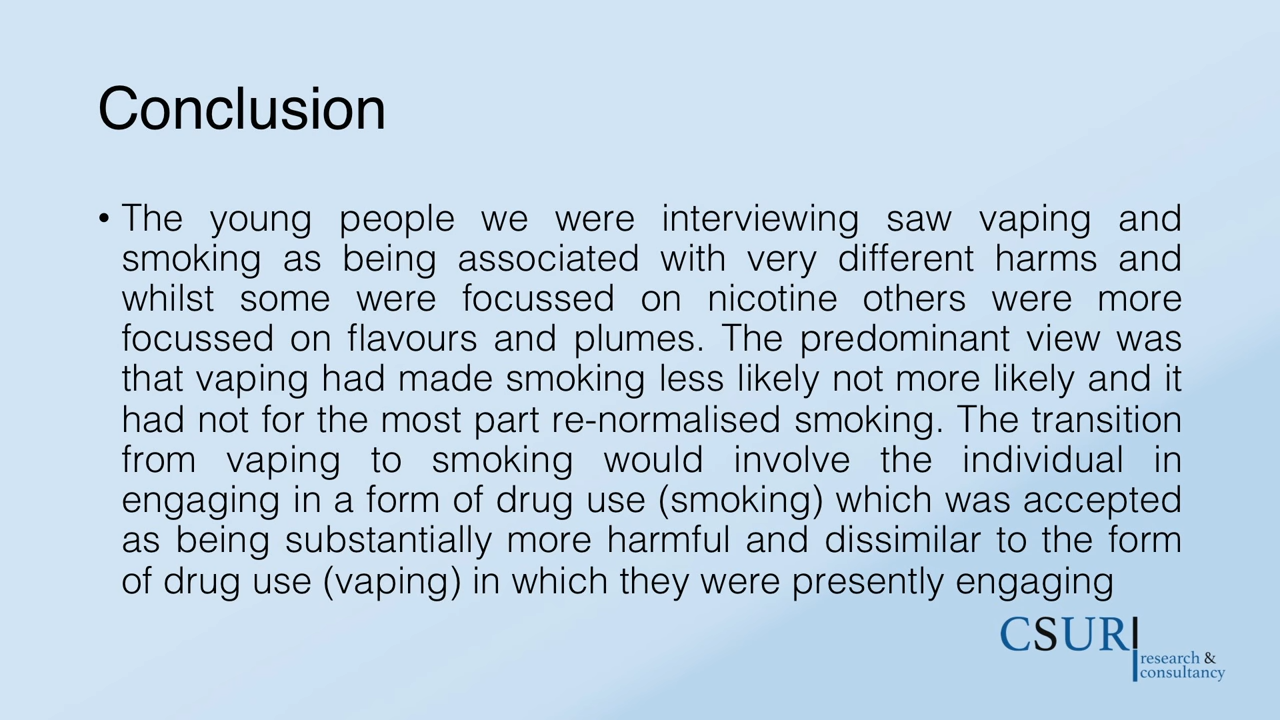 Conclusion
• The young people we were interviewing saw vaping and
smoking as being associated with very different harms and
whilst some were focussed on nicotine others were more
focussed on flavours and plumes. The predominant view was
that vaping had made smoking less likely not more likely and it
had not for the most part re-normalised smoking. The transition
from vaping to smoking would involve the individual in
engaging in a form of drug use (smoking) which was accepted
as being substantially more harmful and dissimilar to the form
of drug use (vaping) in which they were presently engaging
CSUR
research &
consultancy